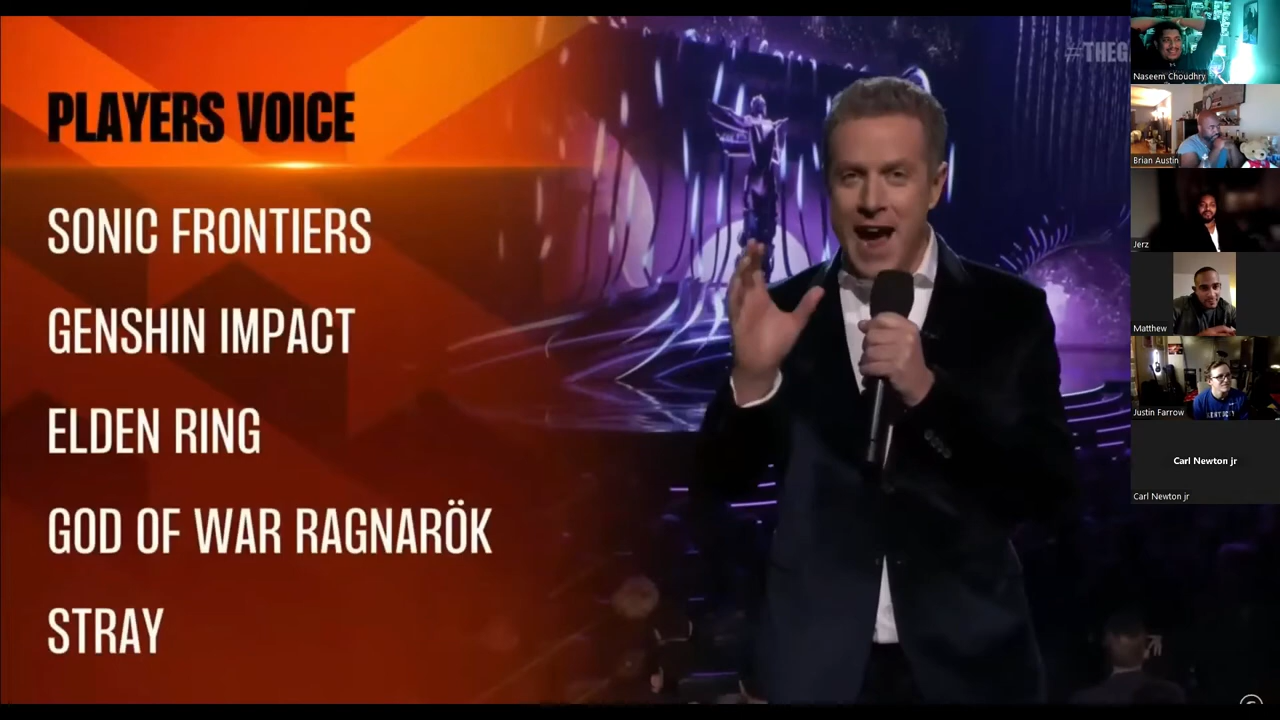 PLAYERS VOICE
SONIC FRONTIERS
GENSHIN IMPACT
ELDEN RING
GOD OF WAR RAGNARÖK
STRAY
#THEG
Naseem Choudhry
Brian Austin
Jerz
Matthew
Justin Farrow
Carl Newton jr
Carl Newton jr